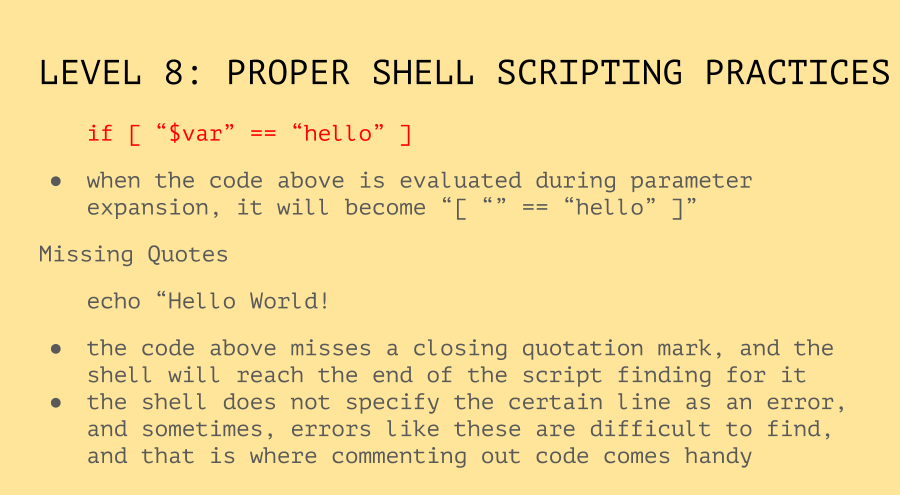 LEVEL 8: PROPER SHELL SCRIPTING PRACTICES
if [ “$var” == “hello” ]
● when the code above is evaluated during parameter
expansion, it will become “[ “” == “hello” ]”
Missing Quotes
echo “Hello World!
● the code above misses a closing quotation mark, and the
shell will reach the end of the script finding for it
● the shell does not specify the certain line as an error,
and sometimes, errors like these are difficult to find,
and that is where commenting out code comes handy